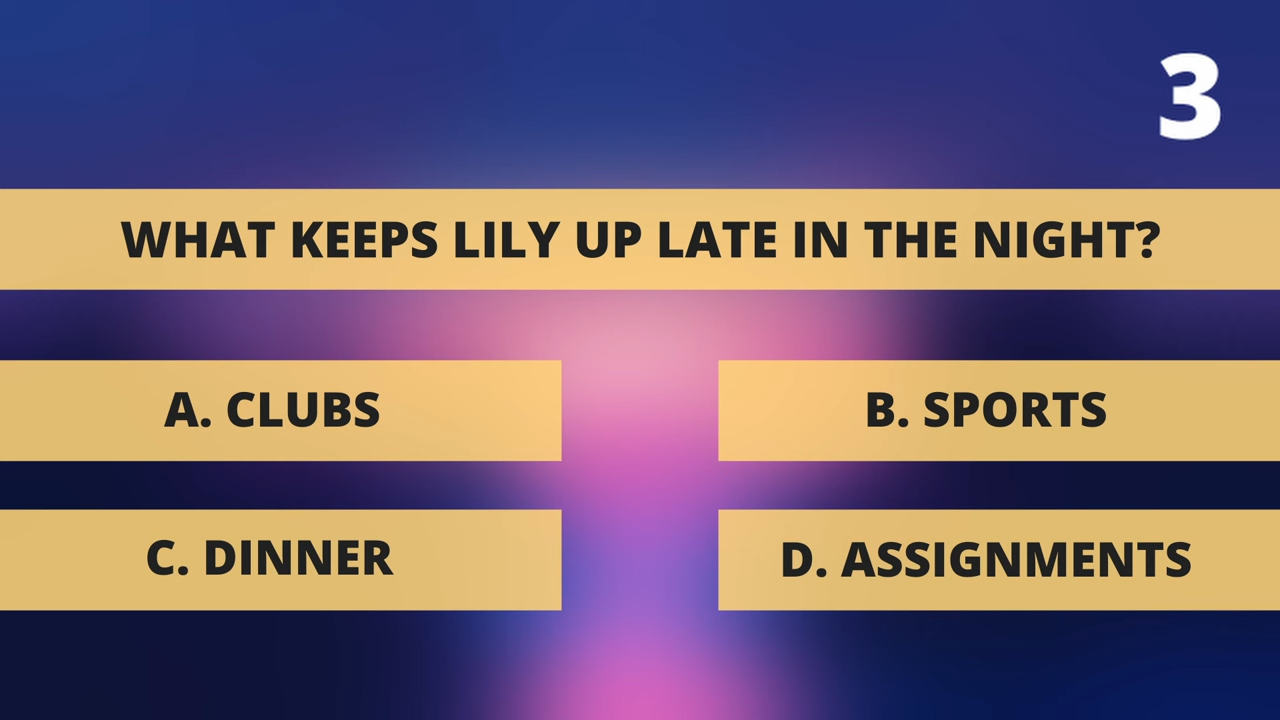 3
WHAT KEEPS LILY UP LATE IN THE NIGHT?
A. CLUBS
B. SPORTS
C. DINNER
D. ASSIGNMENTS